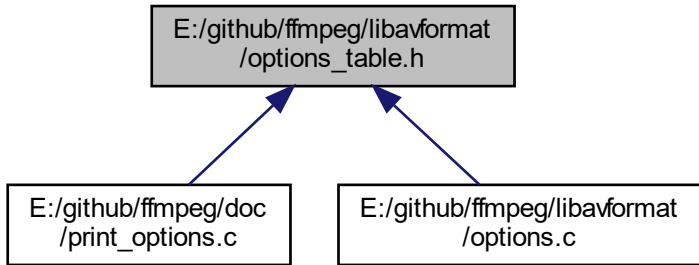 E:/github/ffmpeg/libavformat
/options_table.h
E:/github/ffmpeg/doc
/print_options.c
E:/github/ffmpeg/libavformat
/options.c